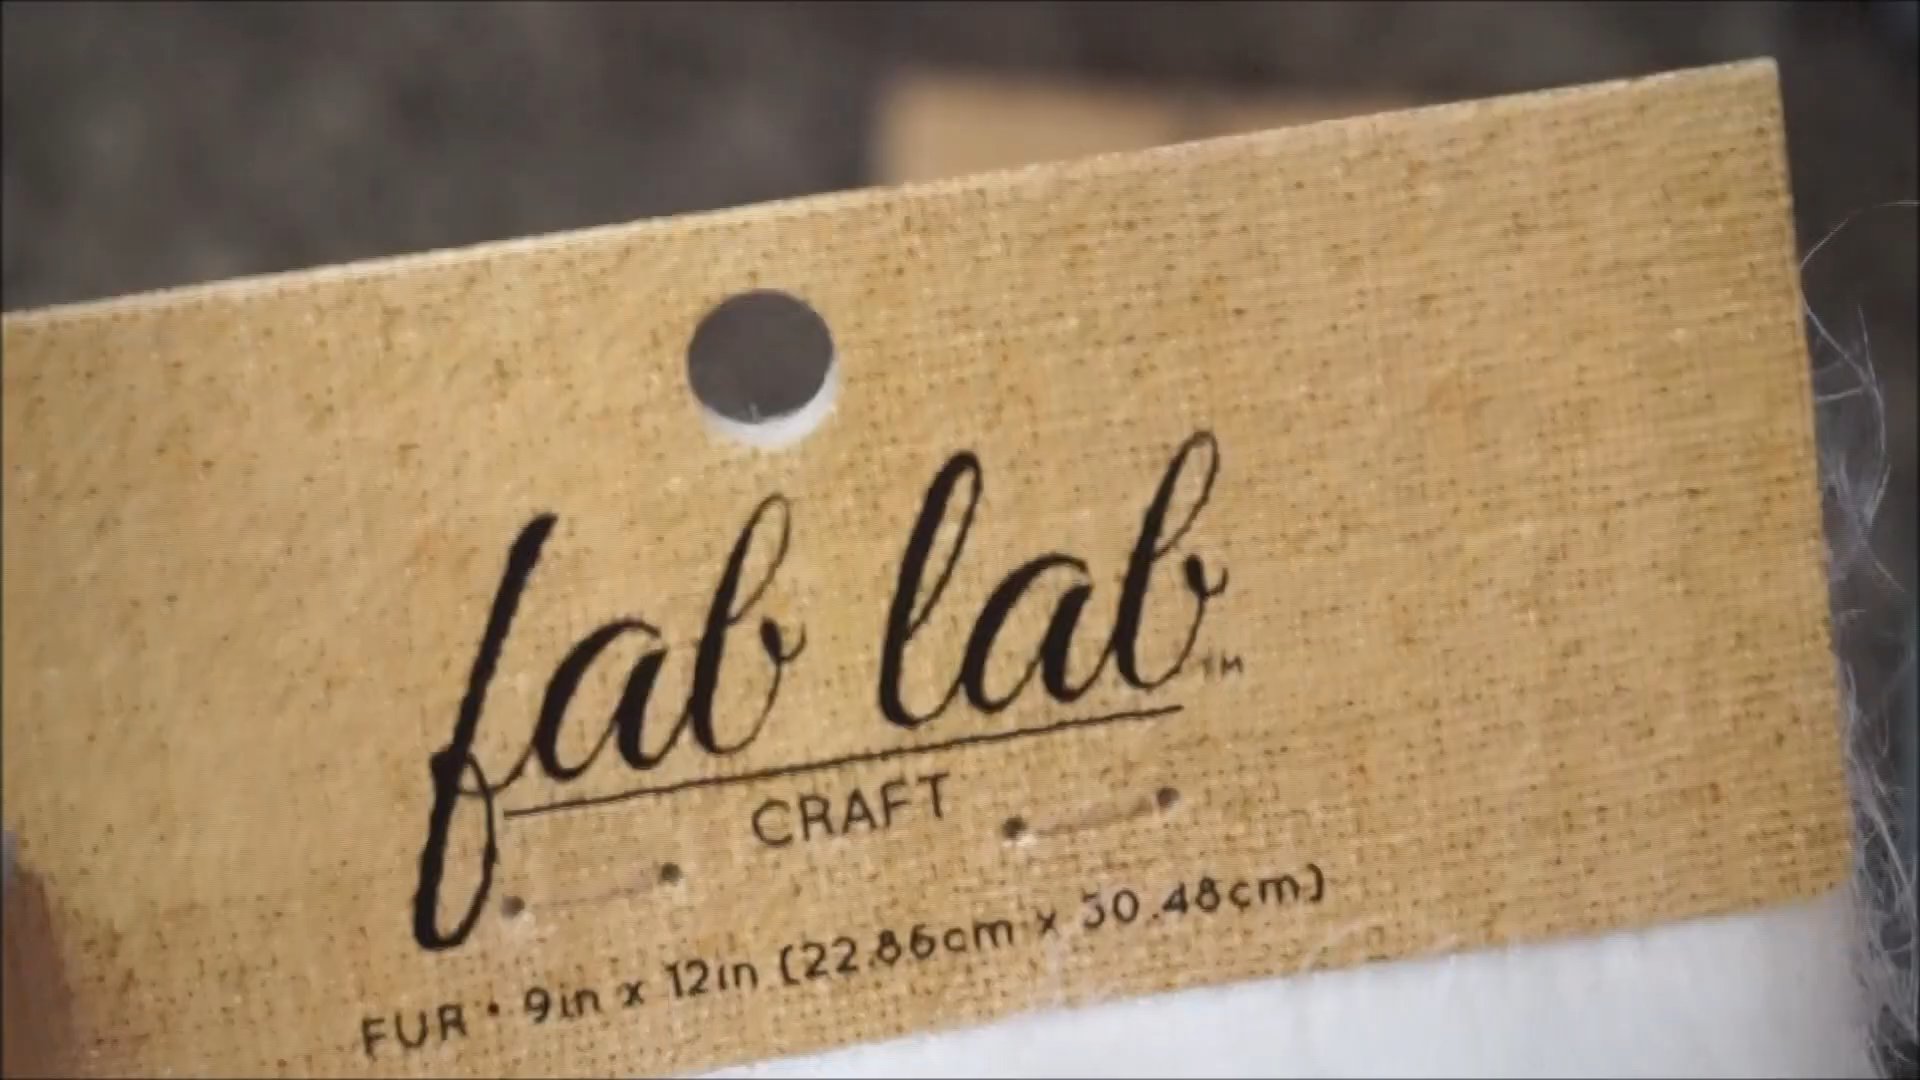 fab lab™
CRAFT
FUR • 9in x 12in (22.86cm x 30.48cm)